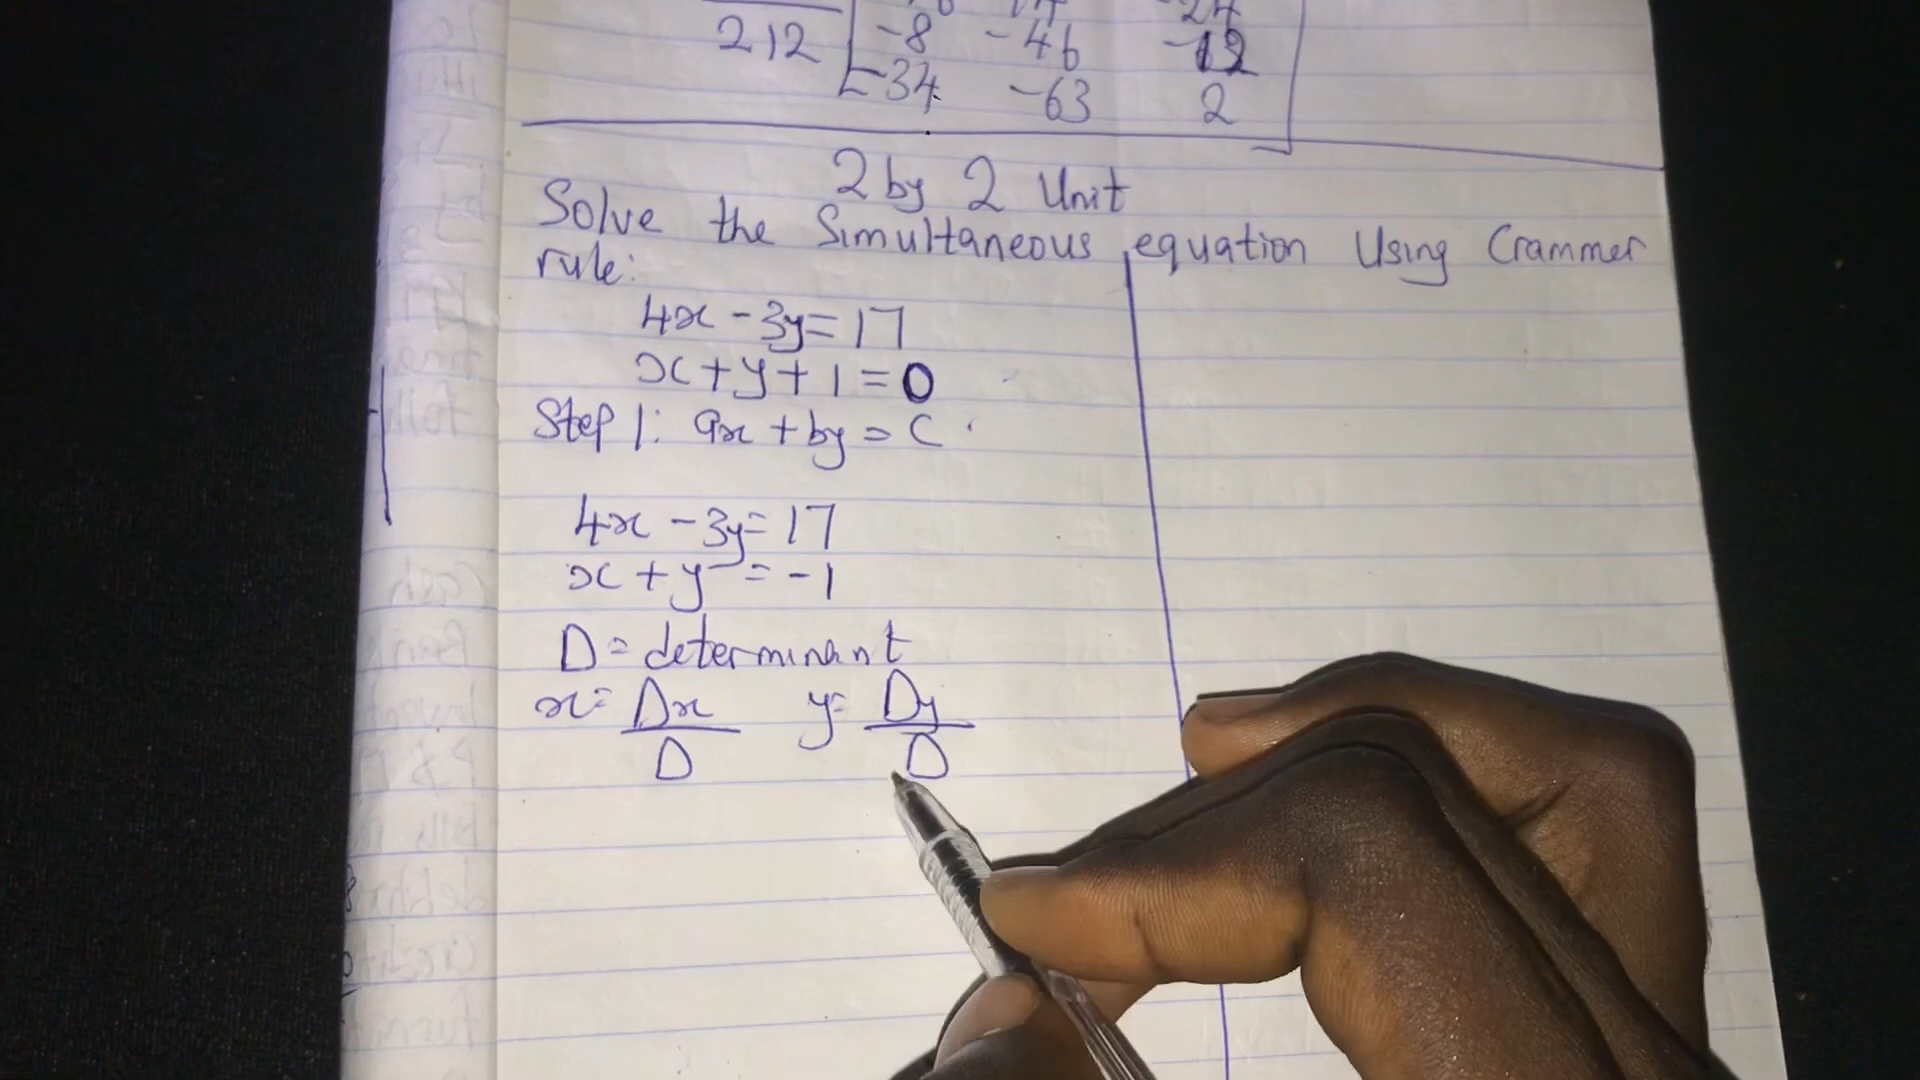 -24
212 -8 -46 -12
-34 -63 2
2 by 2 Unit
Solve the Simultaneous equation Using Crammer
rule:
4x - 3y = 17
x + y + 1 = 0
Step 1: ax + by = C
4x - 3y = 17
x + y = -1
D = determinant
x = Dx/D y = Dy/D